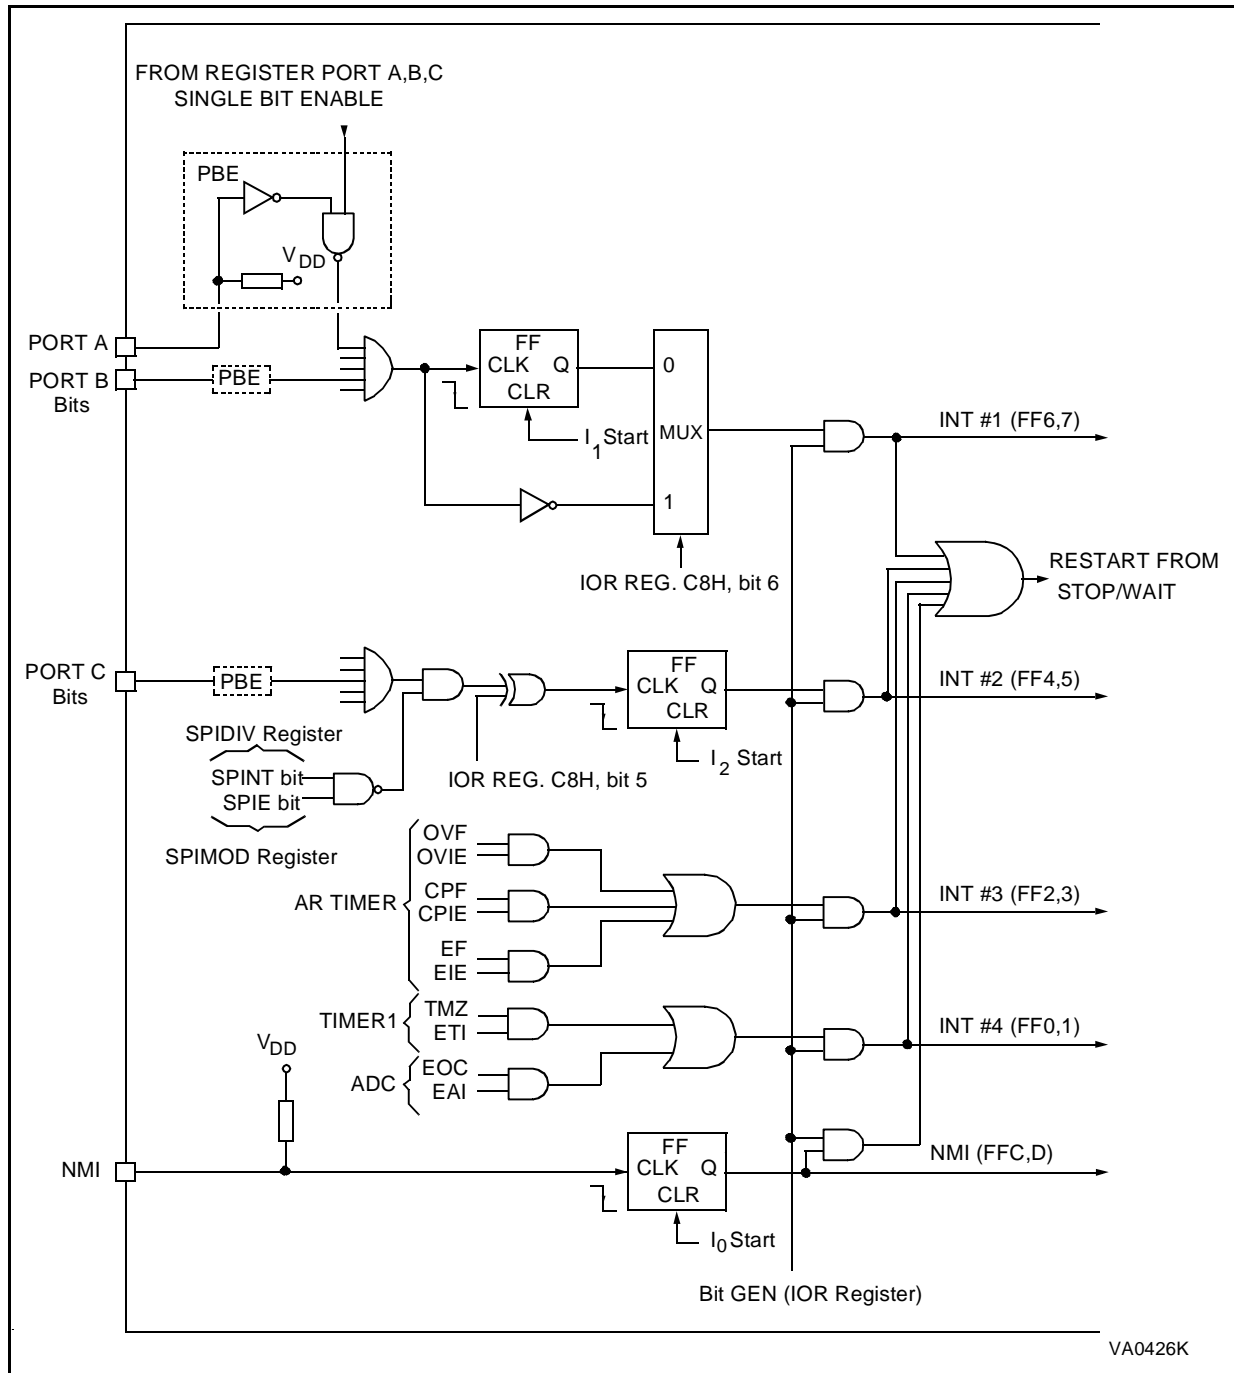 FROM REGISTER PORT A,B,C
SINGLE BIT ENABLE
PBE
VDD
PORT A
PORT B
Bits
PBE
FF
CLK Q
CLR
I1 Start
0
MUX
1
IOR REG. C8H, bit 6
INT #1 (FF6,7)
RESTART FROM
STOP/WAIT
PORT C
Bits
PBE
FF
CLK Q
CLR
I2 Start
INT #2 (FF4,5)
SPIDIV Register
SPINT bit
SPIE bit
SPIMOD Register
IOR REG. C8H, bit 5
AR TIMER
OVF
OVIE
CPF
CPIE
EF
EIE
INT #3 (FF2,3)
TIMER1
TMZ
ETI
ADC
EOC
EAI
INT #4 (FF0,1)
VDD
NMI
FF
CLK Q
CLR
I0 Start
NMI (FFC,D)
Bit GEN (IOR Register)
VA0426K